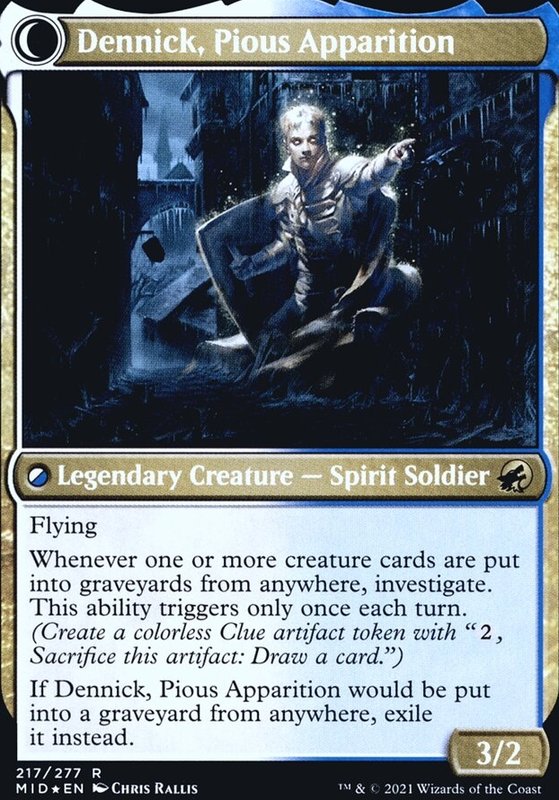 Dennick, Pious Apparition
Legendary Creature — Spirit Soldier
Flying
Whenever one or more creature cards are put
into graveyards from anywhere, investigate.
This ability triggers only once each turn.
(Create a colorless Clue artifact token with “2,
Sacrifice this artifact: Draw a card.”)
If Dennick, Pious Apparition would be put
into a graveyard from anywhere, exile
it instead.
3/2
217/277 R
MID★EN Chris Rallis
™ & © 2021 Wizards of the Coast